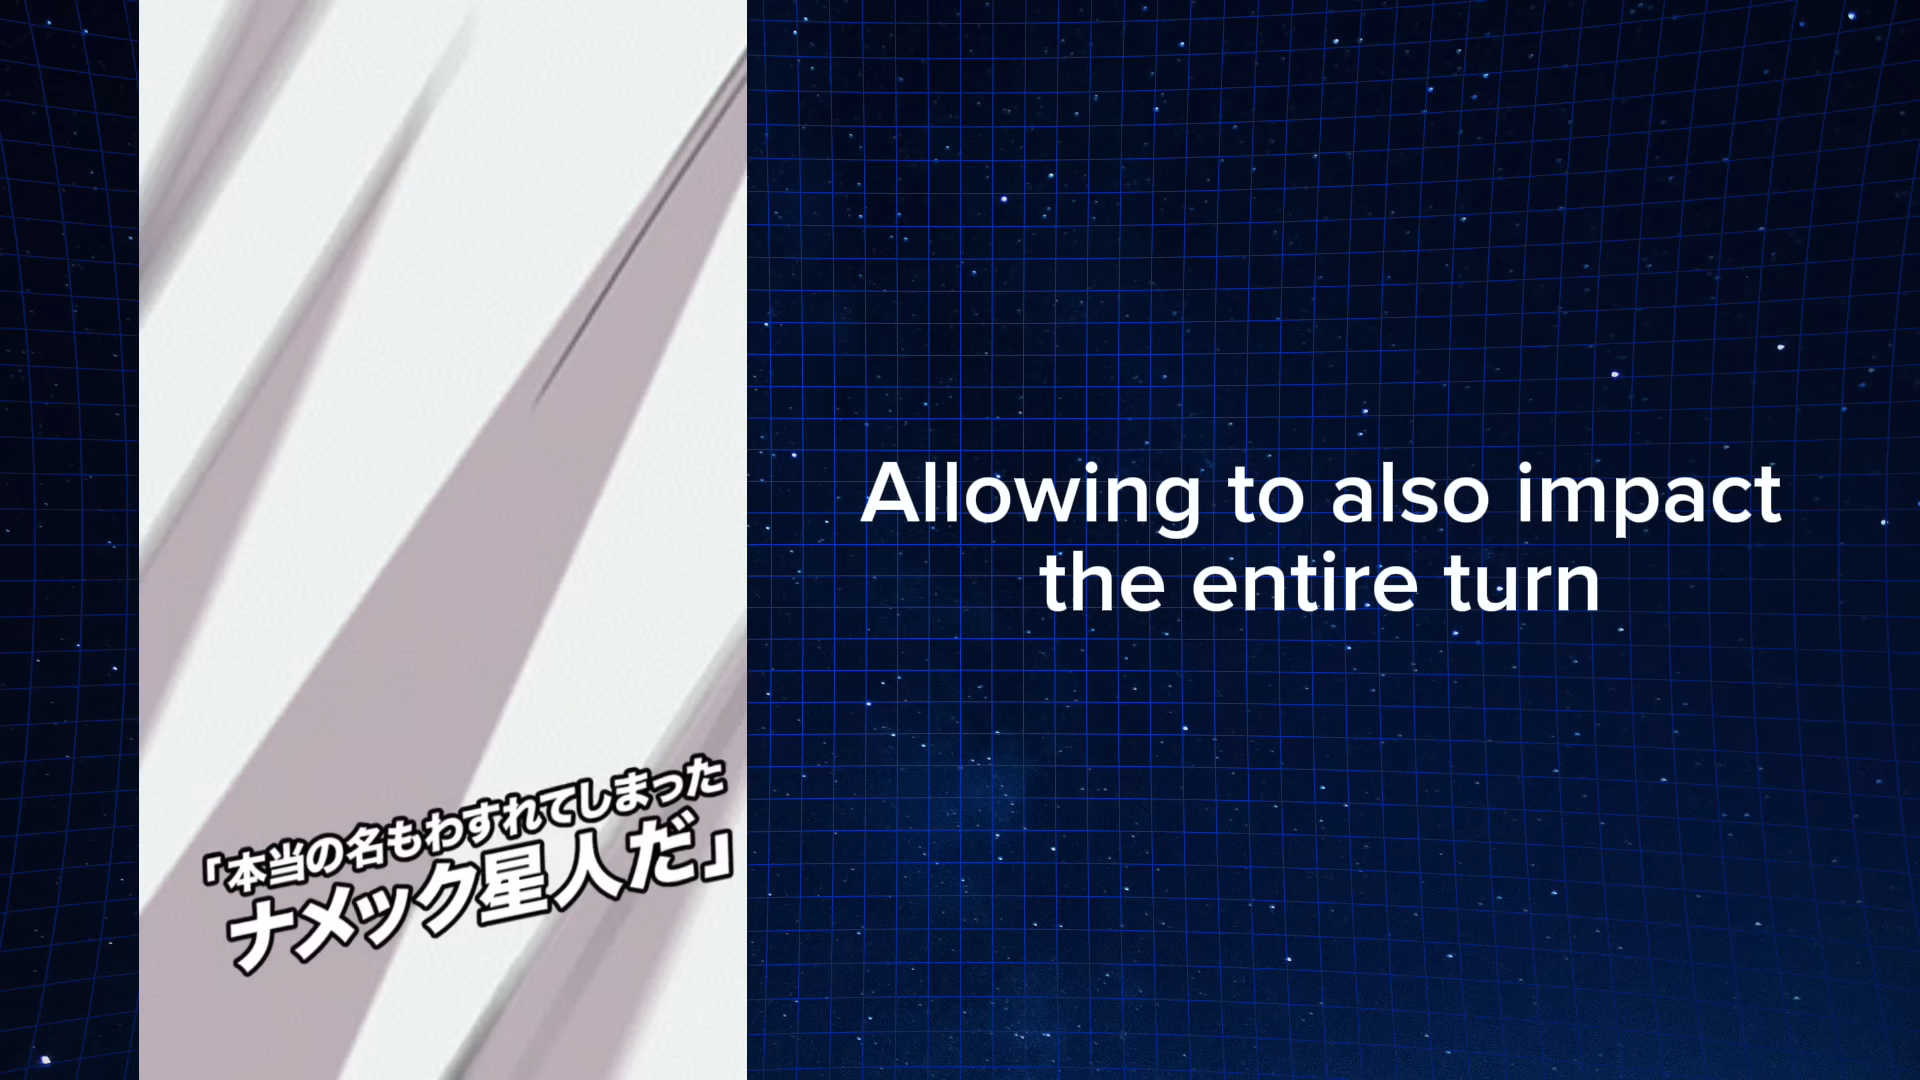 Allowing to also impact
the entire turn
「本当の名もわすれてしまった
ナメック星人だ」